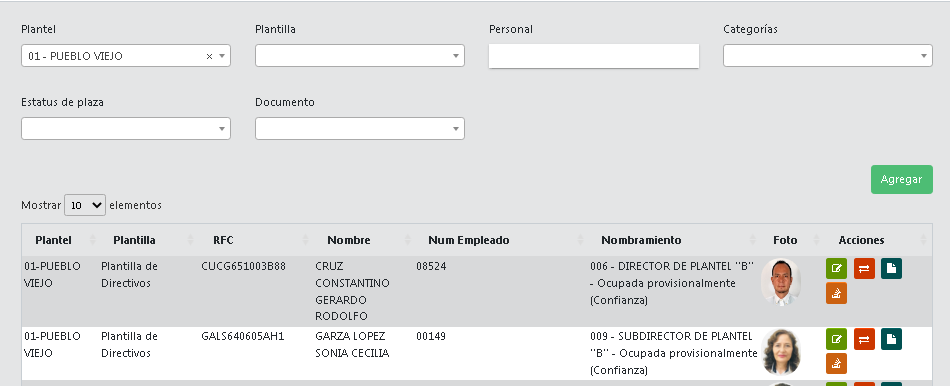 Plantel Plantilla Personal Categorías
01 - PUEBLO VIEJO ×
Estatus de plaza Documento
Agregar
Mostrar 10 elementos
Plantel Plantilla RFC Nombre Num Empleado Nombramiento Foto Acciones
01-PUEBLO Plantilla de CUCG651003B88 CRUZ 08524 006 - DIRECTOR DE PLANTEL "B"
VIEJO Directivos CONSTANTINO - Ocupada provisionalmente
GERARDO (Confianza)
RODOLFO
01-PUEBLO Plantilla de GALS640605AH1 GARZA LOPEZ 00149 009 - SUBDIRECTOR DE PLANTEL
VIEJO Directivos SONIA CECILIA "B" - Ocupada provisionalmente
(Confianza)